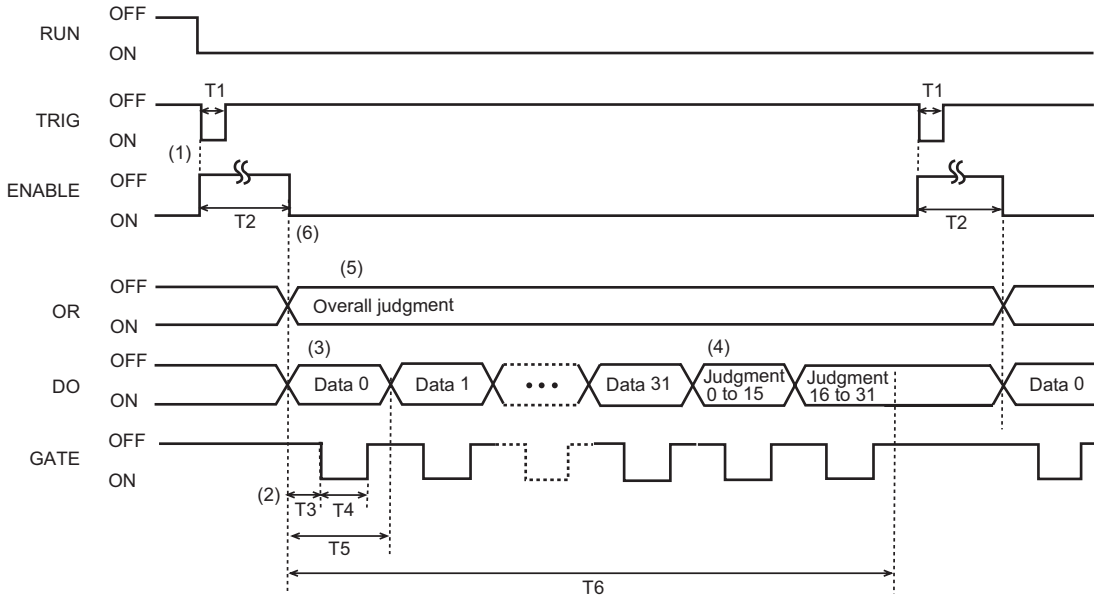 RUN
OFF
ON
TRIG
OFF
ON
T1
T1
(1)
ENABLE
OFF
ON
T2
T2
(6)
(5)
OR
OFF
ON
Overall judgment
(3)
(4)
DO
OFF
ON
Data 0
Data 1
•••
Data 31
Judgment
0 to 15
Judgment
16 to 31
Data 0
GATE
OFF
ON
(2)
T3
T4
T5
T6